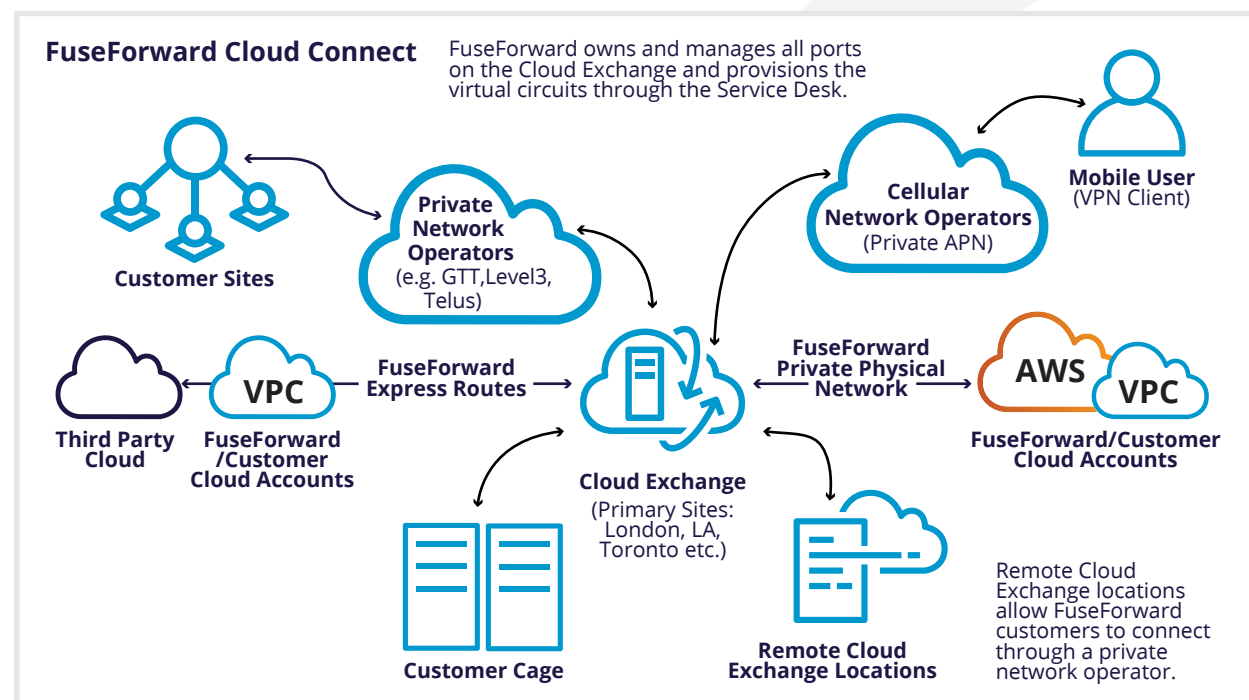 FuseForward Cloud Connect
FuseForward owns and manages all ports
on the Cloud Exchange and provisions the
virtual circuits through the Service Desk.
Customer Sites
Private
Network
Operators
(e.g. GTT,Level3,
Telus)
Cellular
Network Operators
(Private APN)
Mobile User
(VPN Client)
Third Party
Cloud
VPC
FuseForward
/Customer
Cloud Accounts
FuseForward
Express Routes
Cloud Exchange
(Primary Sites:
London, LA,
Toronto etc.)
FuseForward
Private Physical
Network
AWS
VPC
FuseForward/Customer
Cloud Accounts
Customer Cage
Remote Cloud
Exchange Locations
Remote Cloud
Exchange locations
allow FuseForward
customers to connect
through a private
network operator.